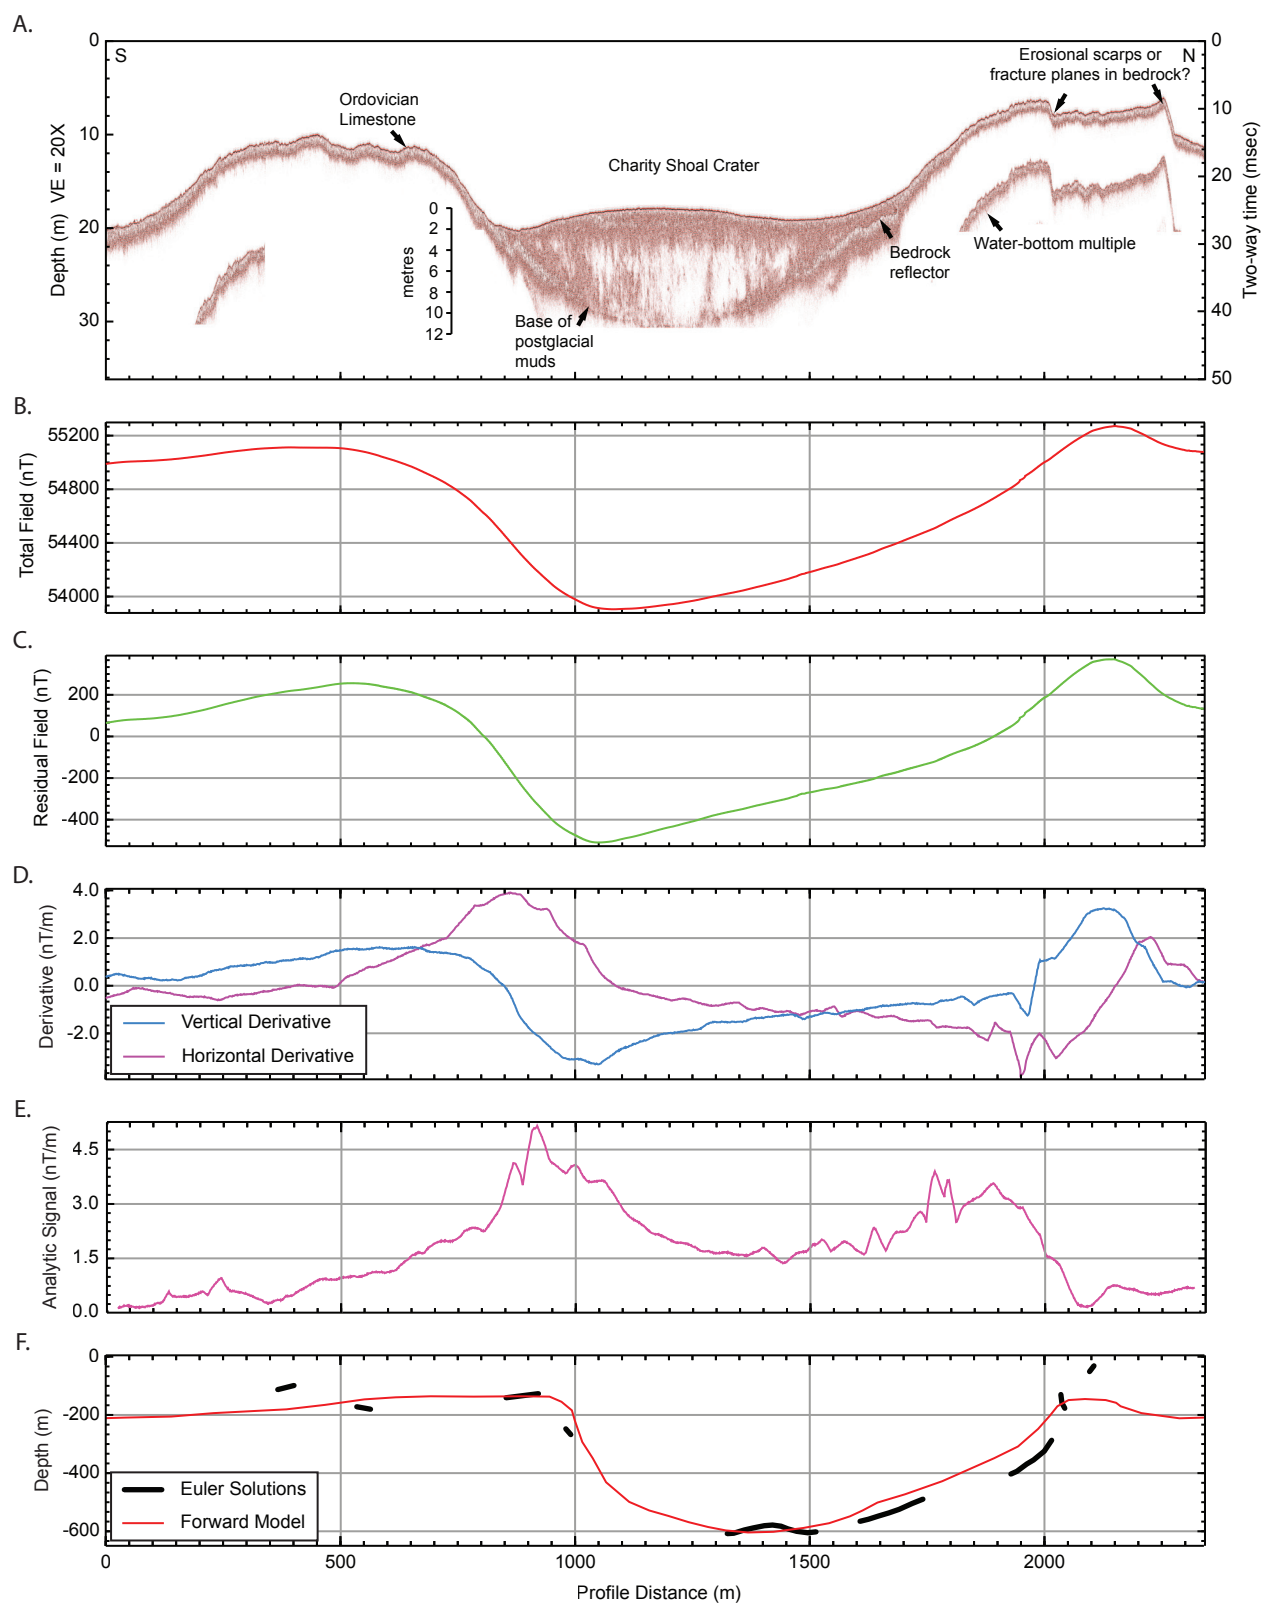 A.
0
10
20
30
Depth (m)  VE = 20X
S
N
Erosional scarps or
fracture planes in bedrock?
Ordovician
Limestone
Charity Shoal Crater
0
2
4
6
8
10
12
metres
Base of
postglacial
muds
Bedrock
reflector
Water-bottom multiple
0
10
20
30
40
50
Two-way time (msec)
B.
55200
54800
54400
54000
Total Field (nT)
C.
200
0
-200
-400
Residual Field (nT)
D.
4.0
2.0
0.0
-2.0
Derivative (nT/m)
Vertical Derivative
Horizontal Derivative
E.
4.5
3.0
1.5
0.0
Analytic Signal (nT/m)
F.
0
-200
-400
-600
Depth (m)
Euler Solutions
Forward Model
0
500
1000
1500
2000
Profile Distance (m)